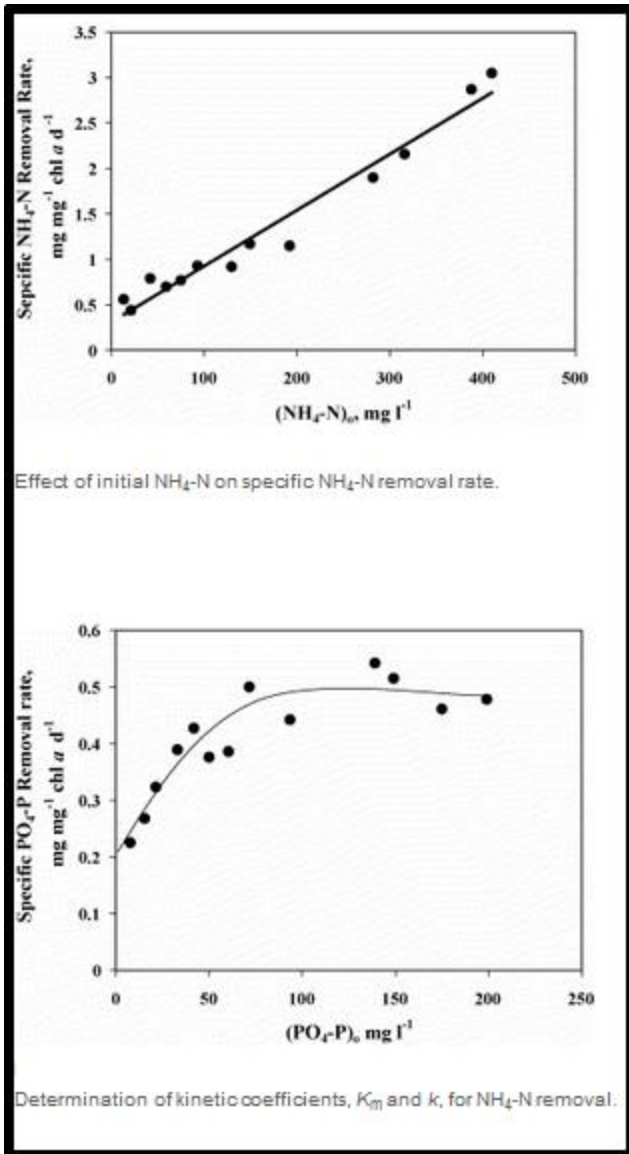 Sepcific NH₄-N Removal Rate,
mg mg⁻¹ chl a d⁻¹
3.5
3
2.5
2
1.5
1
0.5
0
0 100 200 300 400 500
(NH₄-N)ₒ, mg l⁻¹
Effect of initial NH₄-N on specific NH₄-N removal rate.
Specific PO₄-P Removal rate,
mg mg⁻¹ chl a d⁻¹
0.6
0.5
0.4
0.3
0.2
0.1
0
0 50 100 150 200 250
(PO₄-P)ₒ mg l⁻¹
Determination of kinetic coefficients, Kₘ and k, for NH₄-N removal.